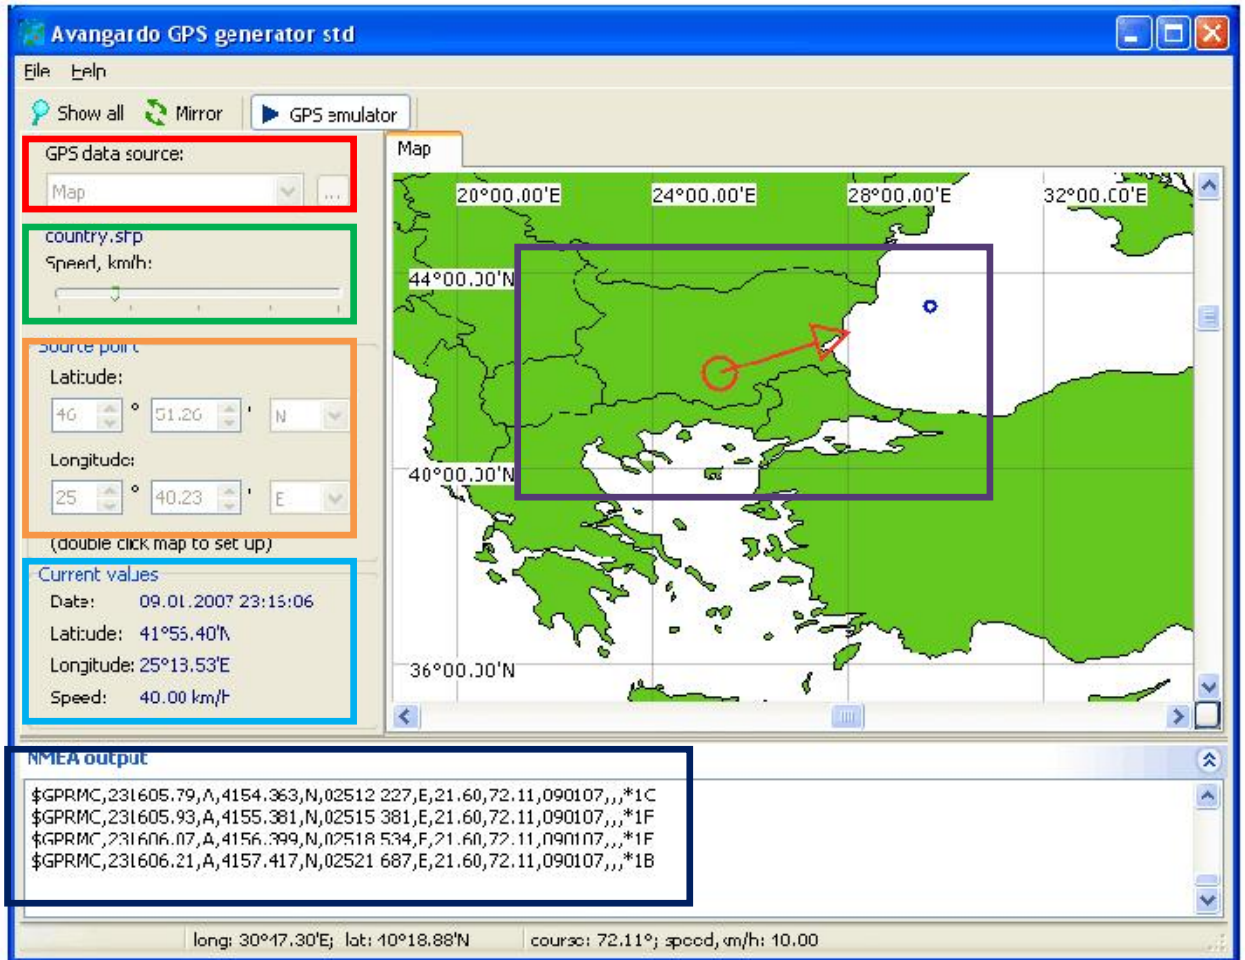 Avangardo GPS generator std
File Help
Show all Mirror GPS emulator
GPS data source:
Map
Map ...
country.shp
Speed, km/h:
Source point
Latitude:
46 ° 51.26 ' N
Longitude:
25 ° 40.23 ' E
(double click map to set up)
Current values
Date: 09.01.2007 23:16:06
Latitude: 41°56.40'N
Longitude: 25°18.53'E
Speed: 40.00 km/h
20°00.00'E 24°00.00'E 28°00.00'E 32°00.00'E
44°00.00'N
40°00.00'N
36°00.00'N
NMEA output
$GPRMC,231605.79,A,4154.363,N,02512 227,E,21.60,72.11,090107,,,*1C
$GPRMC,231605.93,A,4155.381,N,02515 381,E,21.60,72.11,090107,,,*1F
$GPRMC,231606.07,A,4156.399,N,02518 534,E,21.60,72.11,090107,,,*1E
$GPRMC,231606.21,A,4157.417,N,02521 687,E,21.60,72.11,090107,,,*1B
long: 30°47.30'E; lat: 40°18.88'N course: 72.11°; speed, km/h: 40.00